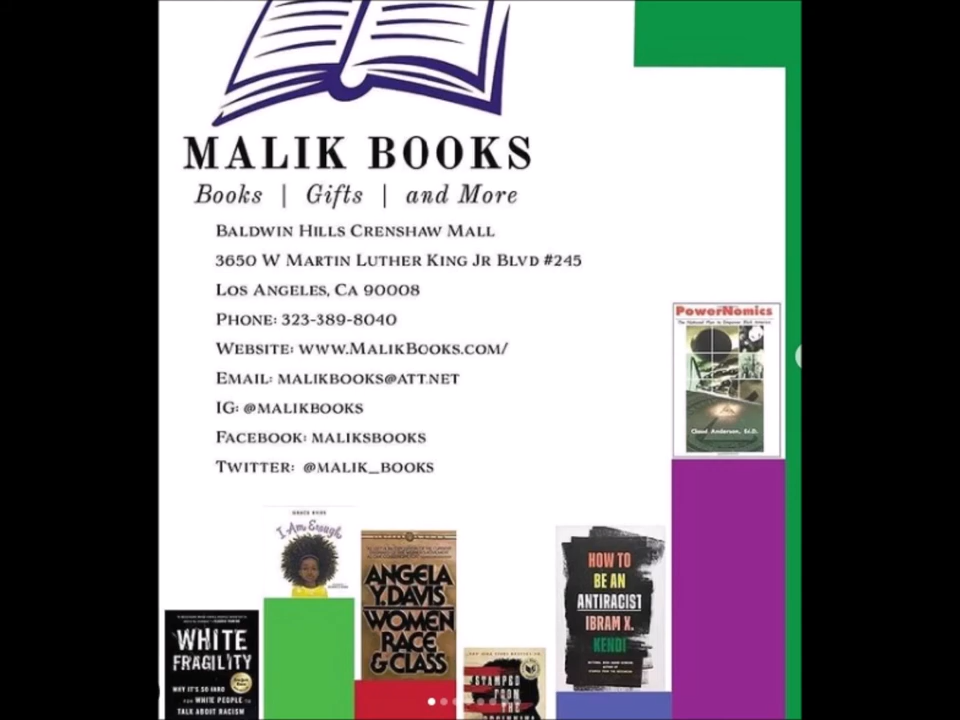 MALIK BOOKS
Books | Gifts | and More
BALDWIN HILLS CRENSHAW MALL
3650 W MARTIN LUTHER KING JR BLVD #245
LOS ANGELES, CA 90008
PHONE: 323-389-8040
WEBSITE: WWW.MALIKBOOKS.COM/
EMAIL: MALIKBOOKS@ATT.NET
IG: @MALIKBOOKS
FACEBOOK: MALIKSBOOKS
TWITTER: @MALIK_BOOKS
PowerNomics
Claud Anderson, Ed.D.
I Am Enough
ANGELA
Y. DAVIS
WOMEN
RACE
& CLASS
HOW TO
BE AN
ANTIRACIST
IBRAM X.
KENDI
WHITE
FRAGILITY
WHY IT'S SO HARD
FOR WHITE PEOPLE TO
TALK ABOUT RACISM
STAMPED
FROM
THE
BEGINNING